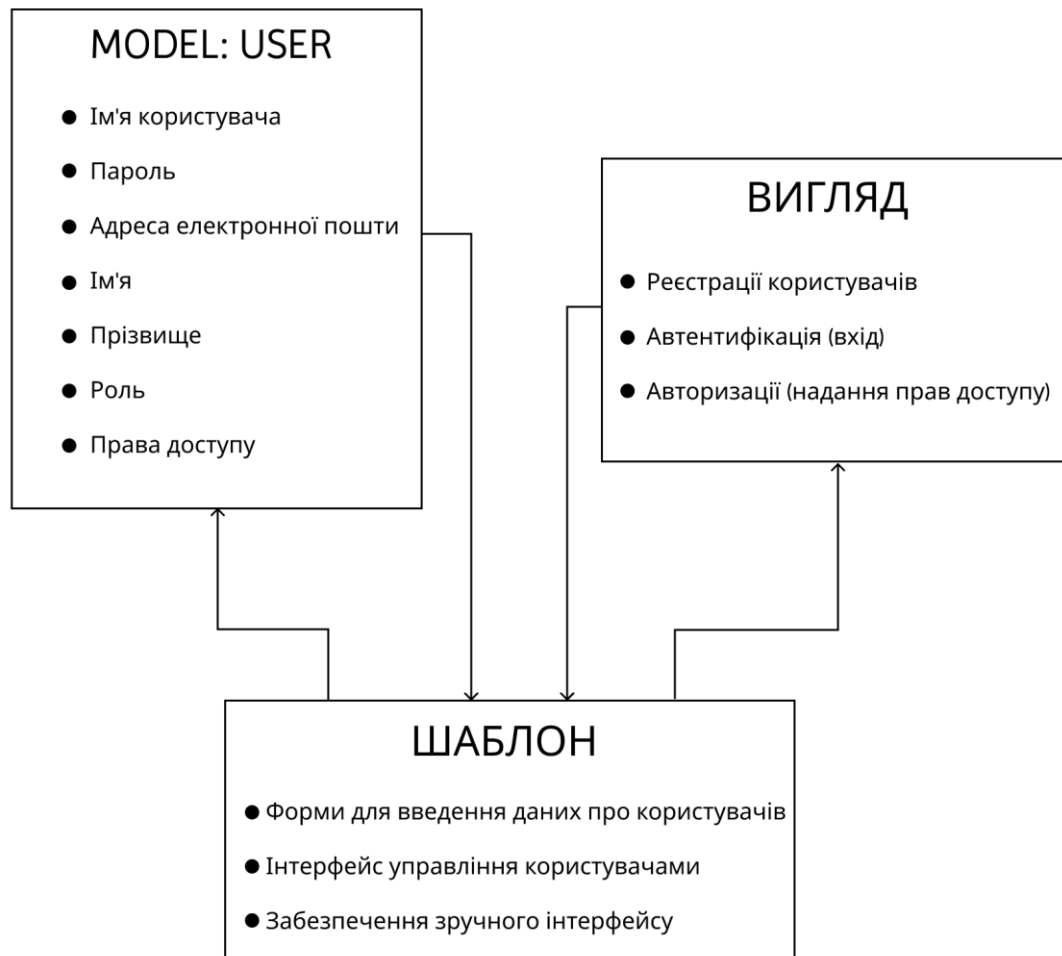 MODEL: USER
Ім'я користувача
Пароль
Адреса електронної пошти
Ім'я
Прізвище
Роль
Права доступу
ВИГЛЯД
Реєстрації користувачів
Автентифікація (вхід)
Авторизації (надання прав доступу)
ШАБЛОН
Форми для введення даних про користувачів
Інтерфейс управління користувачами
Забезпечення зручного інтерфейсу